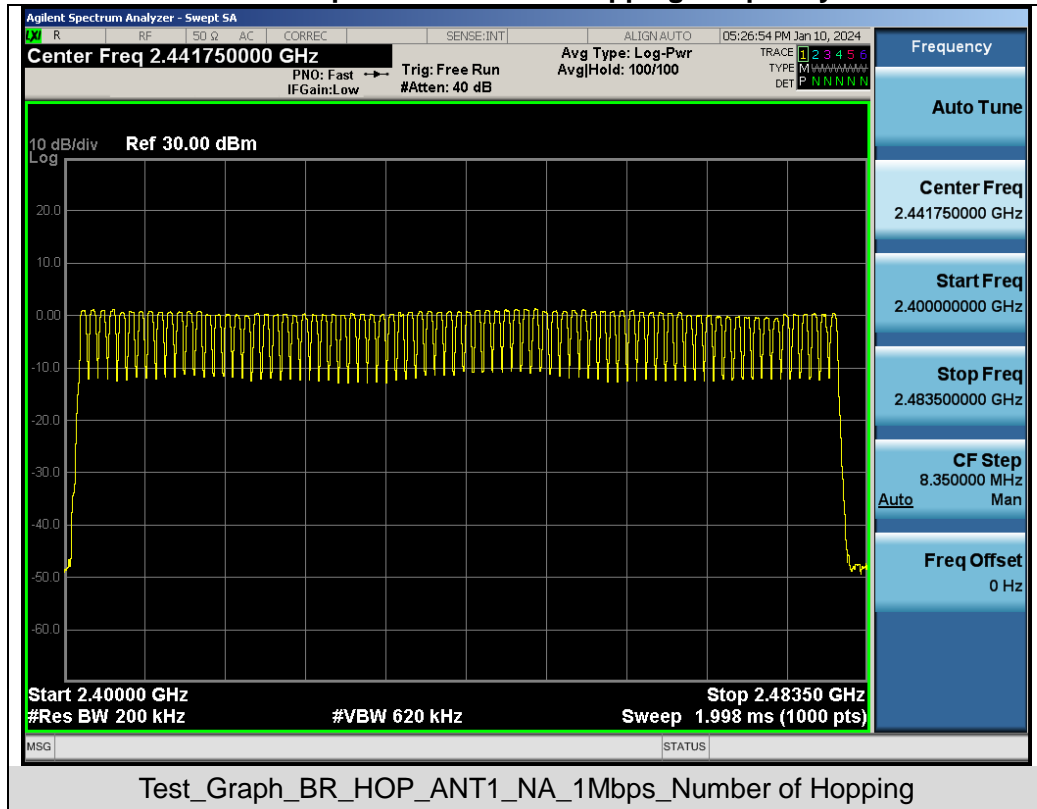 Agilent Spectrum Analyzer - Swept SA
LXI R RF 50 Ω AC CORREC SENSE:INT ALIGN AUTO 05:26:54 PM Jan 10, 2024
Center Freq 2.441750000 GHz
PNO: Fast
IFGain:Low
Trig: Free Run
#Atten: 40 dB
Avg Type: Log-Pwr
Avg|Hold: 100/100
TRACE 1 2 3 4 5 6
TYPE M WWWWW
DET P N N N N N
10 dB/div Ref 30.00 dBm
Log
20.0
10.0
0.00
-10.0
-20.0
-30.0
-40.0
-50.0
-60.0
Start 2.40000 GHz Stop 2.48350 GHz
#Res BW 200 kHz #VBW 620 kHz Sweep 1.998 ms (1000 pts)
MSG STATUS
Frequency
Auto Tune
Center Freq
2.441750000 GHz
Start Freq
2.400000000 GHz
Stop Freq
2.483500000 GHz
CF Step
8.350000 MHz
Auto Man
Freq Offset
0 Hz
Test_Graph_BR_HOP_ANT1_NA_1Mbps_Number of Hopping